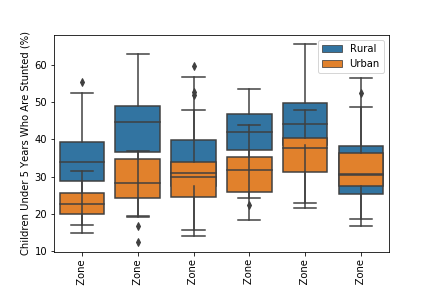 Children Under 5 Years Who Are Stunted (%)
60
50
40
30
20
10
Rural
Urban
Zone
Zone
Zone
Zone
Zone
Zone